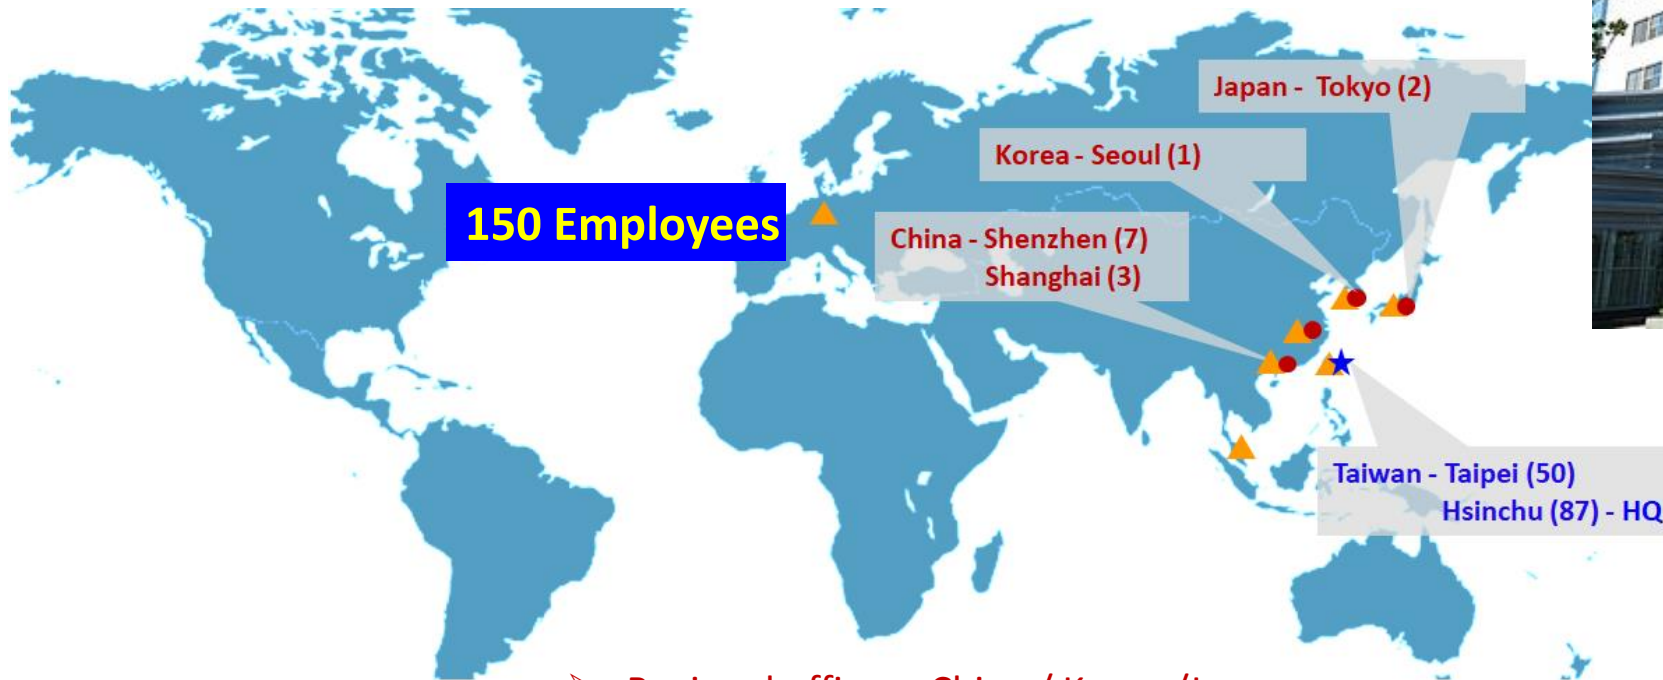 Japan - Tokyo (2)
Korea - Seoul (1)
150 Employees
China - Shenzhen (7)
Shanghai (3)
Taiwan - Taipei (50)
Hsinchu (87) - HQ